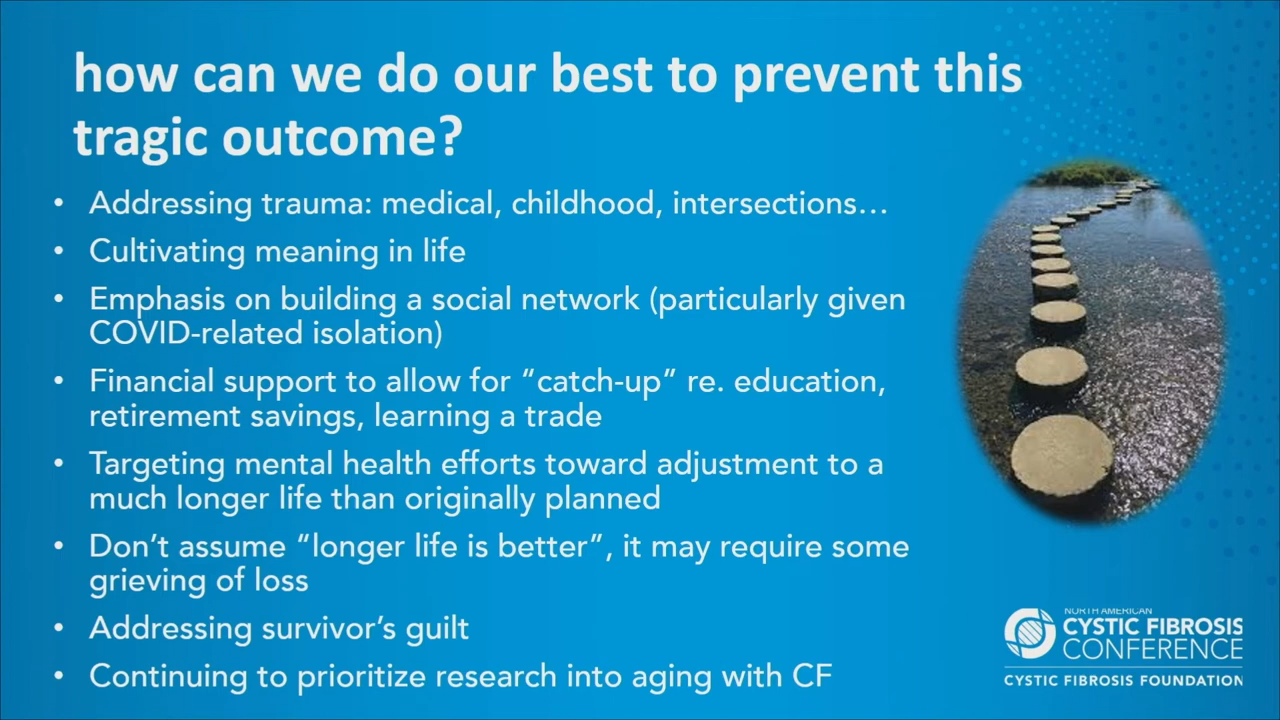 how can we do our best to prevent this
tragic outcome?
• Addressing trauma: medical, childhood, intersections…
• Cultivating meaning in life
• Emphasis on building a social network (particularly given
COVID-related isolation)
• Financial support to allow for “catch-up” re. education,
retirement savings, learning a trade
• Targeting mental health efforts toward adjustment to a
much longer life than originally planned
• Don’t assume “longer life is better”, it may require some
grieving of loss
• Addressing survivor’s guilt
• Continuing to prioritize research into aging with CF
NORTH AMERICAN
CYSTIC FIBROSIS
CONFERENCE
CYSTIC FIBROSIS FOUNDATION